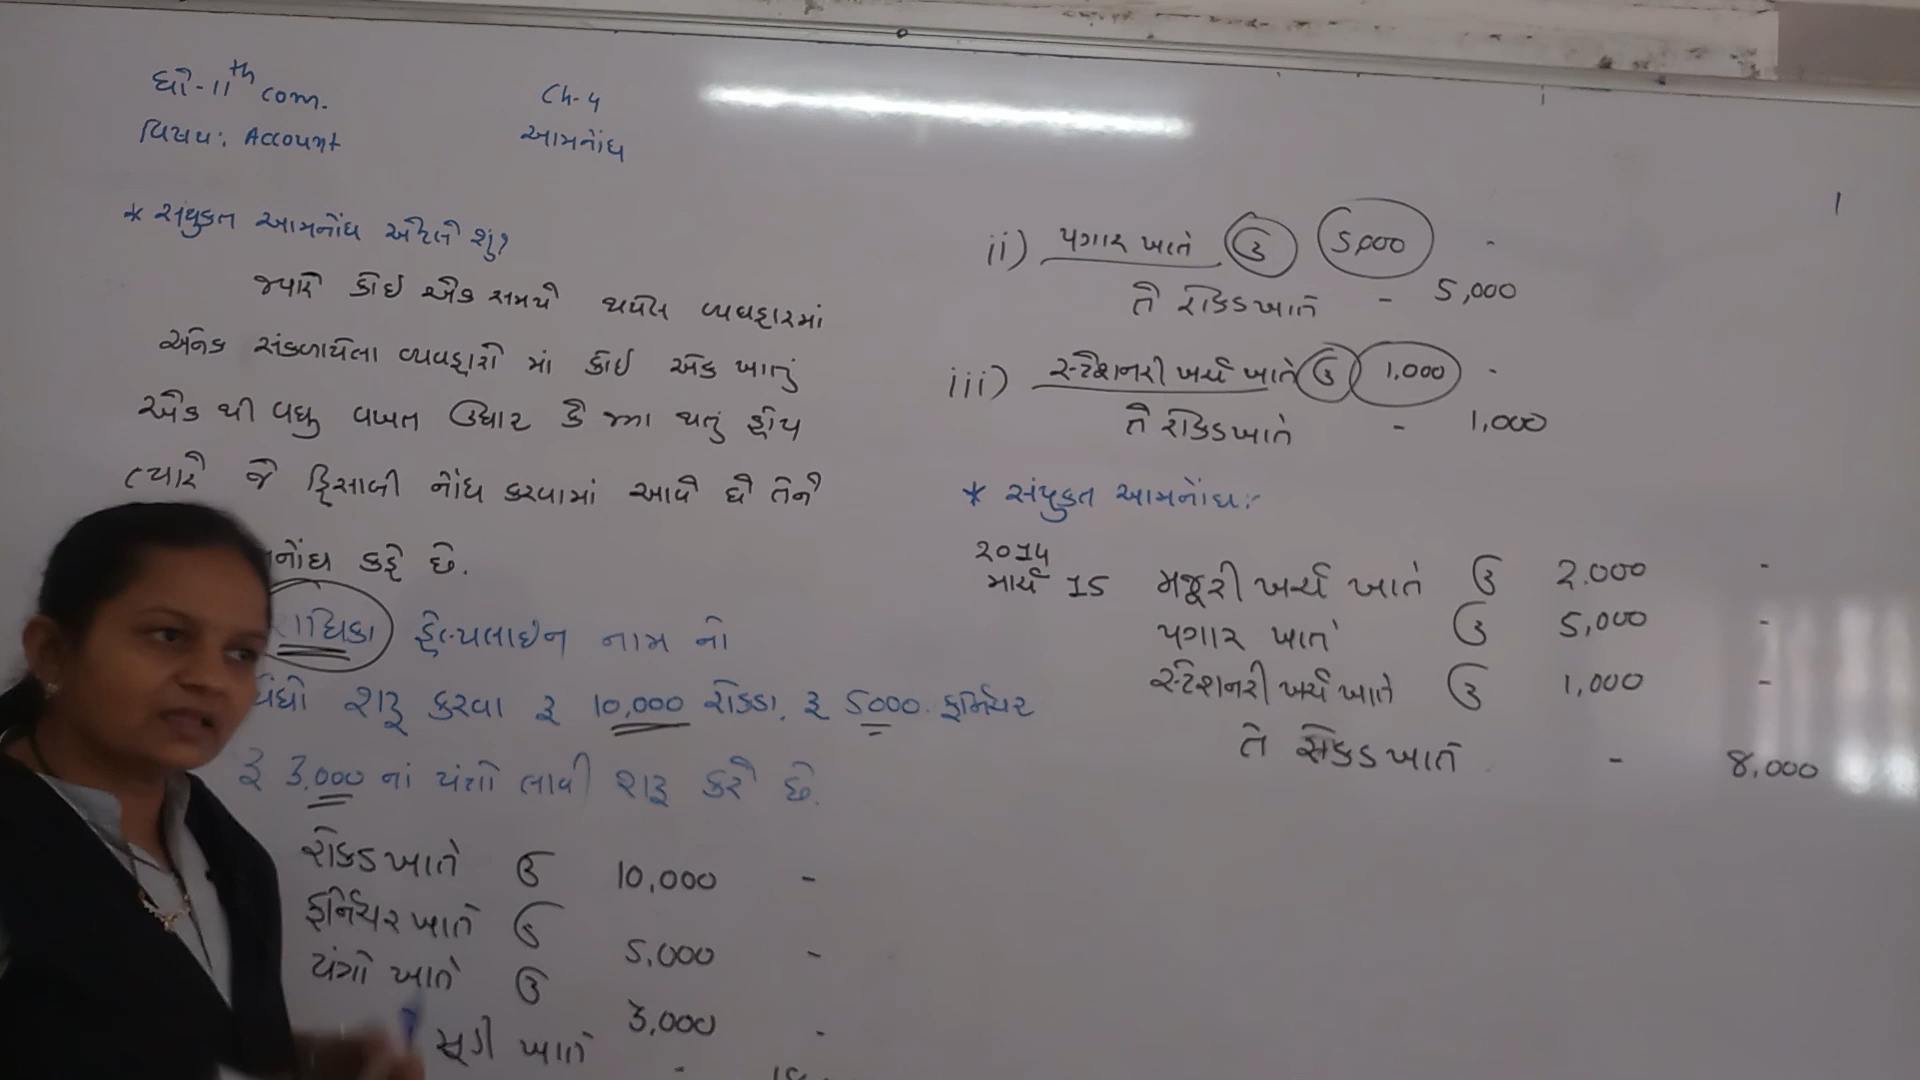 ધો-11th com.
વિષય: Account
Ch-4
આમનોંધ
* સંયુકત આમનોંધ એટલે શું?
જ્યારે કોઈ એક સમયે થયેલ વ્યવહારમાં
અનેક સંકળાયેલા વ્યવહારો માં કોઈ એક ખાતું
એક થી વધુ વખત ઉધાર કે જમા થતું હોય
ત્યારે જે હિસાબી નોંધ કરવામાં આવે છે તેને
નોંધ કહે છે.
રાધિકા હેલ્પલાઈન નામ નો
ધંધો શરૂ કરવા રૂ 10,000 રોકડા, રૂ 5000 ફર્નિચર
રૂ 3,000 નાં યંત્રો લાવી શરૂ કરે છે.
રોકડ ખાતે ઉ 10,000 -
ફર્નિચર ખાતે ઉ 5,000 -
યંત્રો ખાતે ઉ 3,000 -
મૂડી ખાતે -
ii) પગાર ખાતે ઉ 5,000 -
તે રોકડ ખાતે - 5,000
iii) સ્ટેશનરી ખર્ચ ખાતે ઉ 1,000 -
તે રોકડ ખાતે - 1,000
* સંયુકત આમનોંધ:-
2014
માર્ચ 15 મજૂરી ખર્ચ ખાતે ઉ 2.000 -
પગાર ખાતે ઉ 5,000 -
સ્ટેશનરી ખર્ચ ખાતે ઉ 1,000 -
તે રોકડ ખાતે - 8,000